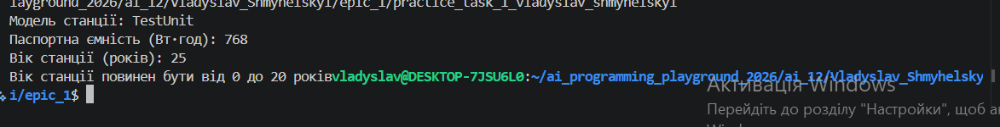 layground_2026/ai_12/Vladyslav_Shmyhelskyi/epic_1/practice_task_1_vladyslav_shmyhelskyi
Модель станції: TestUnit
Паспортна ємність (Вт·год): 768
Вік станції (років): 25
Вік станції повинен бути від 0 до 20 роківvladyslav@DESKTOP-7JSU6L0:~/ai_programming_playground_2026/ai_12/Vladyslav_Shmyhelsky
i/epic_1$
Активація Windows
Перейдіть до розділу "Настройки", щоб а